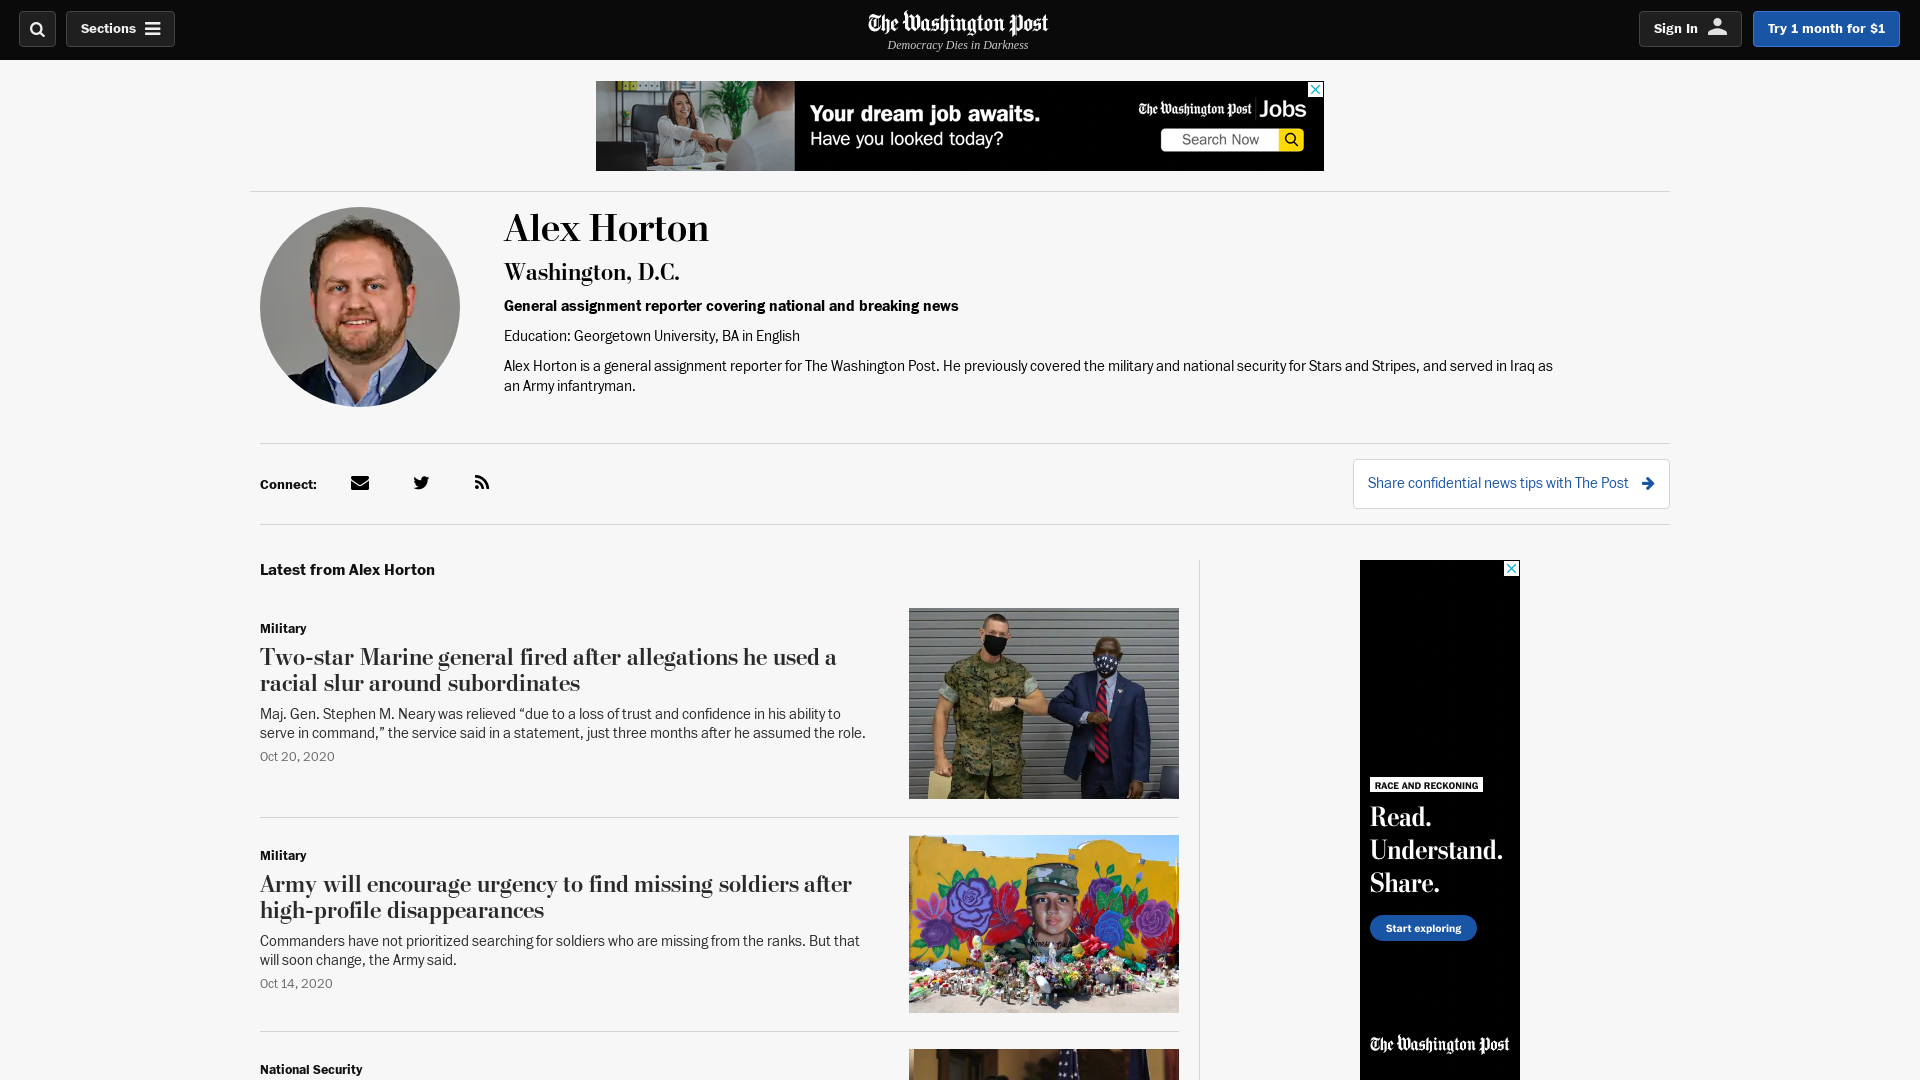 Sections
The Washington Post
Democracy Dies in Darkness
Sign In
Try 1 month for $1
Your dream job awaits.
Have you looked today?
The Washington Post Jobs
Search Now
Alex Horton
Washington, D.C.
General assignment reporter covering national and breaking news
Education: Georgetown University, BA in English
Alex Horton is a general assignment reporter for The Washington Post. He previously covered the military and national security for Stars and Stripes, and served in Iraq as
an Army infantryman.
Connect:
Share confidential news tips with The Post
Latest from Alex Horton
Military
Two-star Marine general fired after allegations he used a
racial slur around subordinates
Maj. Gen. Stephen M. Neary was relieved “due to a loss of trust and confidence in his ability to
serve in command,” the service said in a statement, just three months after he assumed the role.
Oct 20, 2020
Military
Army will encourage urgency to find missing soldiers after
high-profile disappearances
Commanders have not prioritized searching for soldiers who are missing from the ranks. But that
will soon change, the Army said.
Oct 14, 2020
National Security
RACE AND RECKONING
Read.
Understand.
Share.
Start exploring
The Washington Post